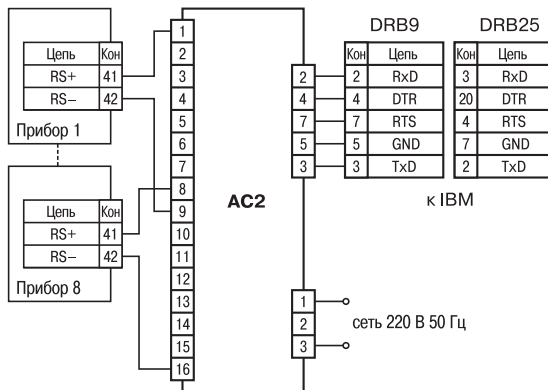 Цепь Кон
RS+ 41
RS− 42
Прибор 1
Цепь Кон
RS+ 41
RS− 42
Прибор 8
1
2
3
4
5
6
7
8
9
10
11
12
13
14
15
16
АС2
2
4
7
5
3
1
2
3
DRB9
Кон Цепь
2 RxD
4 DTR
7 RTS
5 GND
3 TxD
DRB25
Кон Цепь
3 RxD
20 DTR
4 RTS
7 GND
2 TxD
к IBM
сеть 220 В 50 Гц